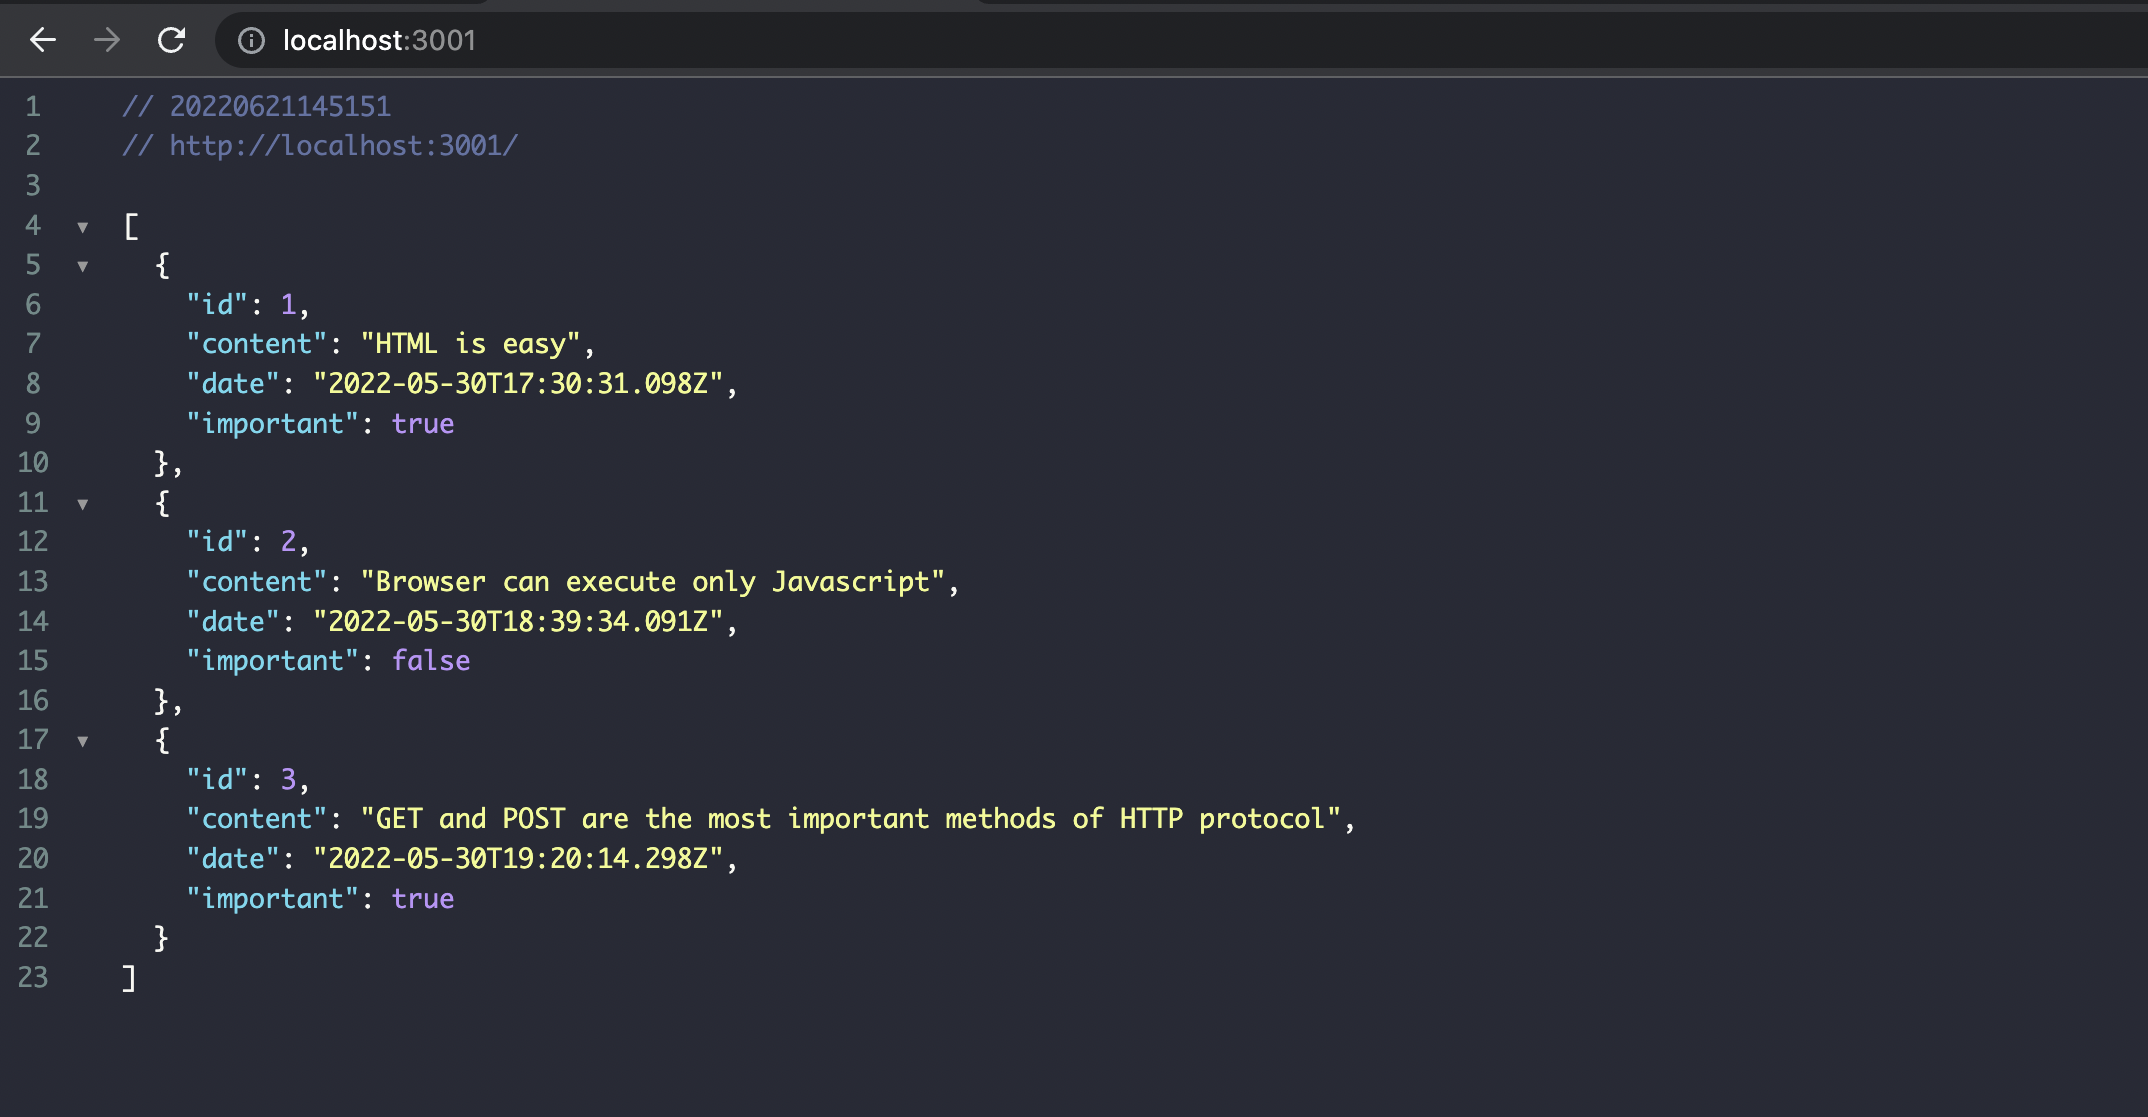 localhost:3001
1 // 20220621145151
2 // http://localhost:3001/
3
4 ▼ [
5 ▼ {
6 "id": 1,
7 "content": "HTML is easy",
8 "date": "2022-05-30T17:30:31.098Z",
9 "important": true
10 },
11 ▼ {
12 "id": 2,
13 "content": "Browser can execute only Javascript",
14 "date": "2022-05-30T18:39:34.091Z",
15 "important": false
16 },
17 ▼ {
18 "id": 3,
19 "content": "GET and POST are the most important methods of HTTP protocol",
20 "date": "2022-05-30T19:20:14.298Z",
21 "important": true
22 }
23 ]